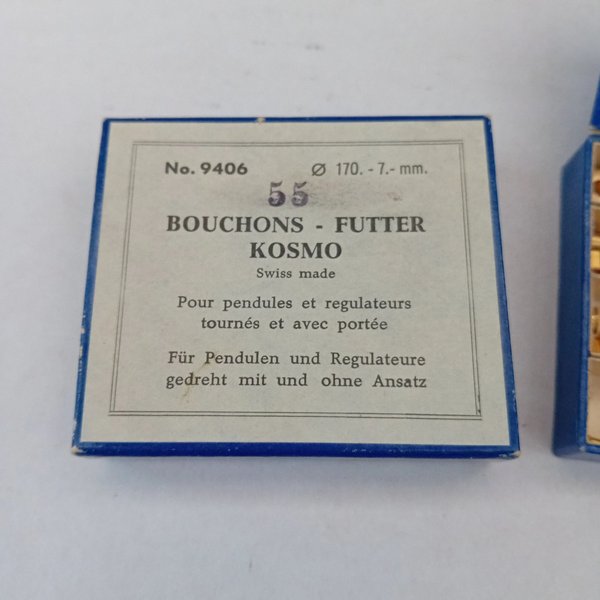 No. 9406 Ø 170. - 7.- mm.
55
BOUCHONS - FUTTER
KOSMO
Swiss made
Pour pendules et regulateurs
tournés et avec portée
Für Pendulen und Regulateure
gedreht mit und ohne Ansatz